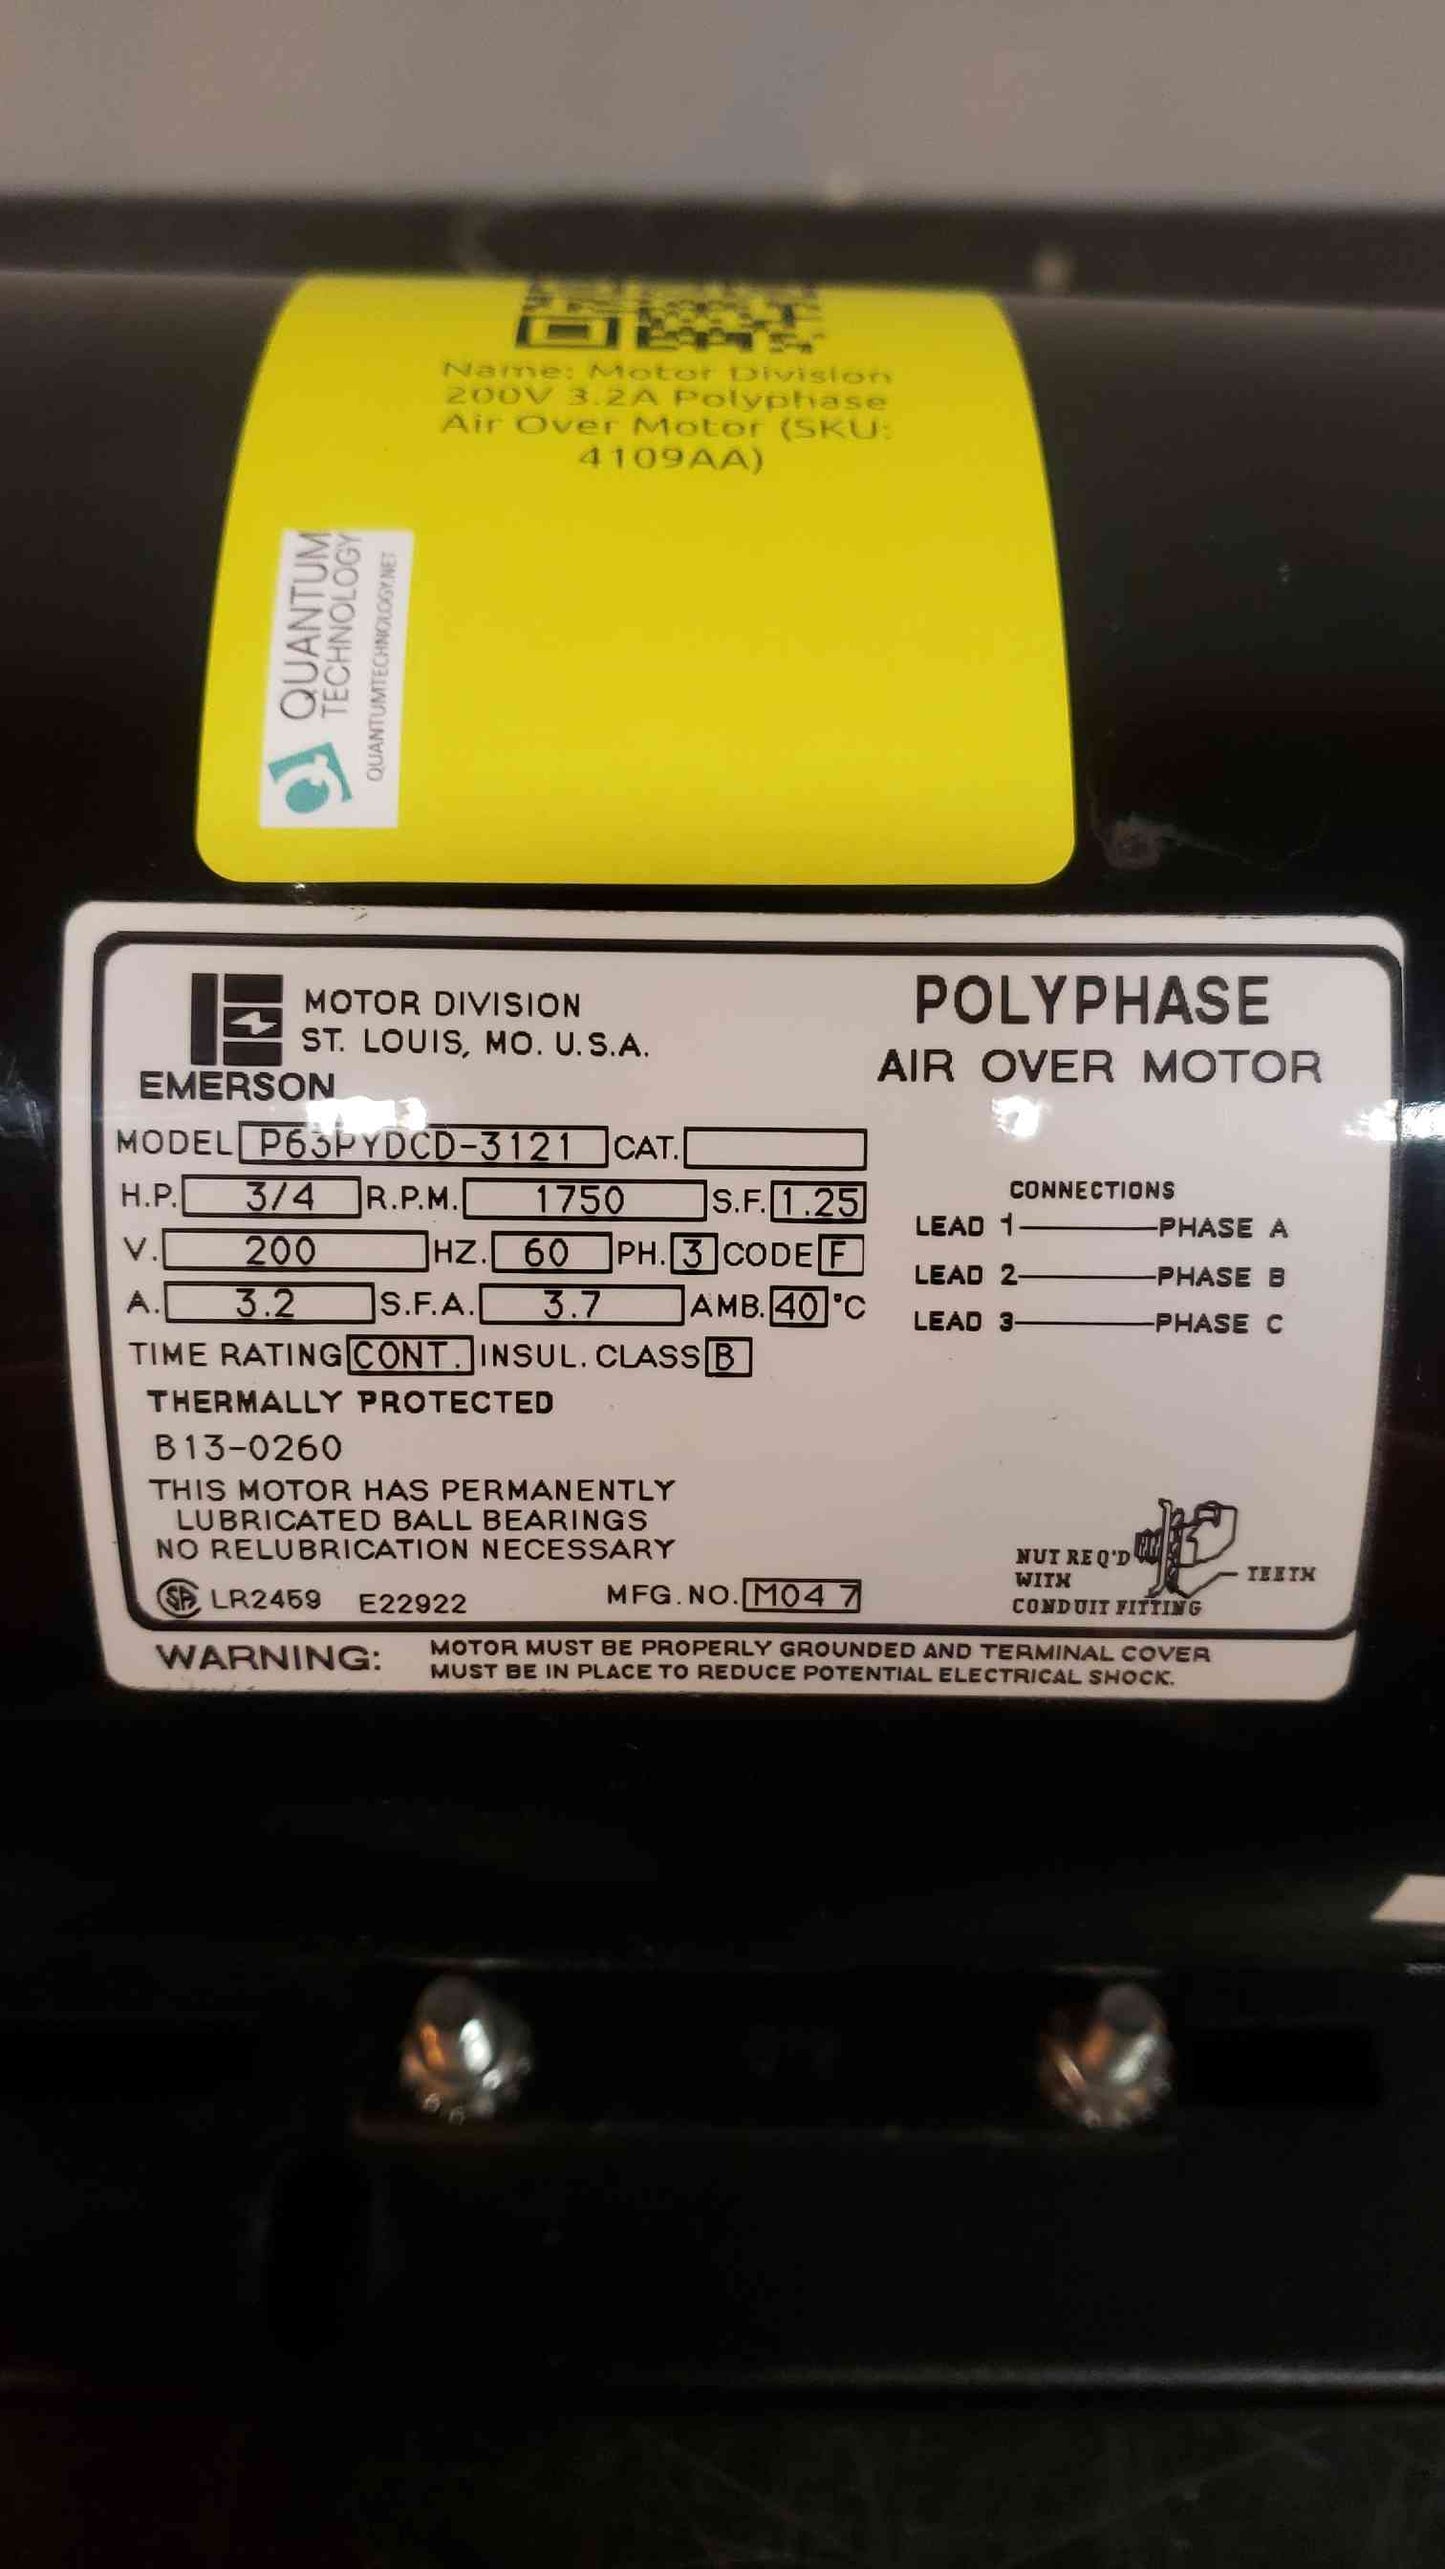 Name: Motor Division
200V 3.2A Polyphase
Air Over Motor (SKU:
4109AA)
QUANTUM
TECHNOLOGY
QUANTUMTECHNOLOGY.NET
MOTOR DIVISION
ST. LOUIS, MO. U.S.A.
EMERSON
POLYPHASE
AIR OVER MOTOR
MODEL P63PYDCD-3121 CAT.
H.P. 3/4 R.P.M. 1750 S.F. 1.25
V. 200 HZ. 60 PH. 3 CODE F
A. 3.2 S.F.A. 3.7 AMB. 40 °C
TIME RATING CONT. INSUL. CLASS B
THERMALLY PROTECTED
B13-0260
THIS MOTOR HAS PERMANENTLY
LUBRICATED BALL BEARINGS
NO RELUBRICATION NECESSARY
SA LR2459 E22922 MFG. NO. M04 7
CONNECTIONS
LEAD 1 PHASE A
LEAD 2 PHASE B
LEAD 3 PHASE C
NUT REQ'D
WITH
CONDUIT FITTING
TEETH
WARNING: MOTOR MUST BE PROPERLY GROUNDED AND TERMINAL COVER
MUST BE IN PLACE TO REDUCE POTENTIAL ELECTRICAL SHOCK.